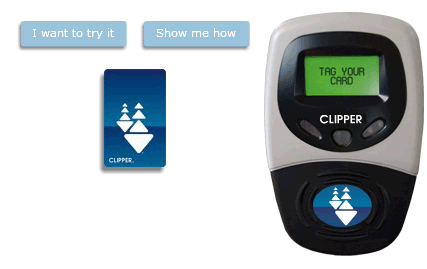 I want to try it
Show me how
TAG YOUR
CARD
CLIPPER
CLIPPER.